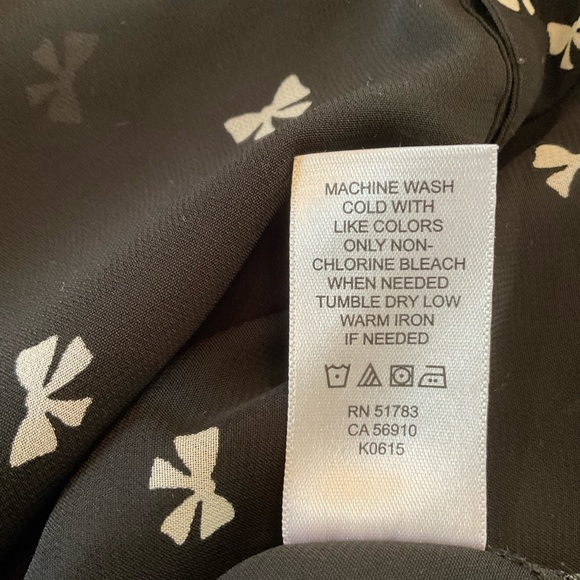 MACHINE WASH
COLD WITH
LIKE COLORS
ONLY NON-
CHLORINE BLEACH
WHEN NEEDED
TUMBLE DRY LOW
WARM IRON
IF NEEDED
RN 51783
CA 56910
K0615